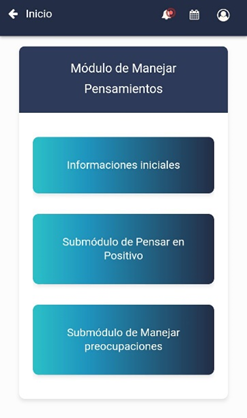 Inicio
Módulo de Manejar
Pensamientos
Informaciones iniciales
Submódulo de Pensar en
Positivo
Submódulo de Manejar
preocupaciones